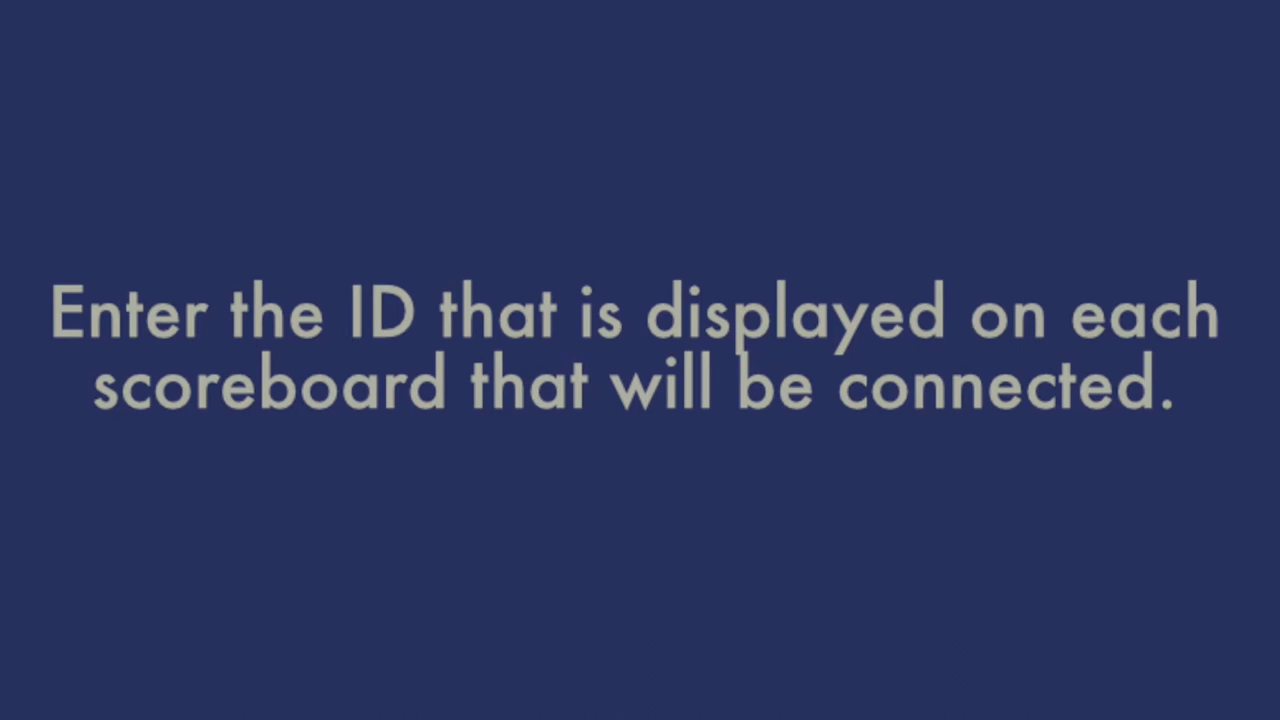 Enter the ID that is displayed on each
scoreboard that will be connected.